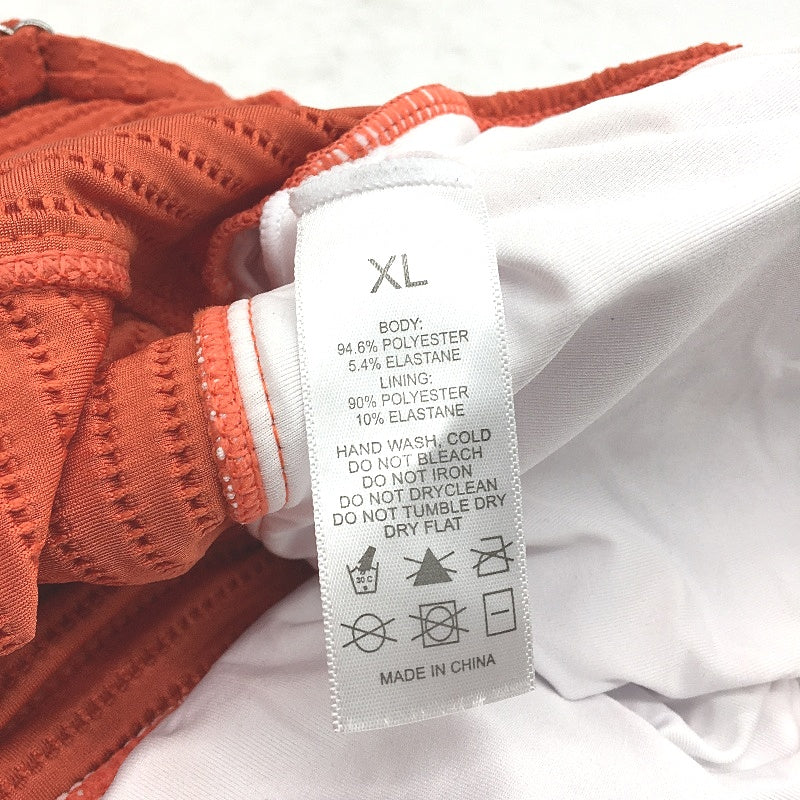 XL
BODY:
94.6% POLYESTER
5.4% ELASTANE
LINING:
90% POLYESTER
10% ELASTANE
HAND WASH, COLD
DO NOT BLEACH
DO NOT IRON
DO NOT DRYCLEAN
DO NOT TUMBLE DRY
DRY FLAT
30 C
MADE IN CHINA